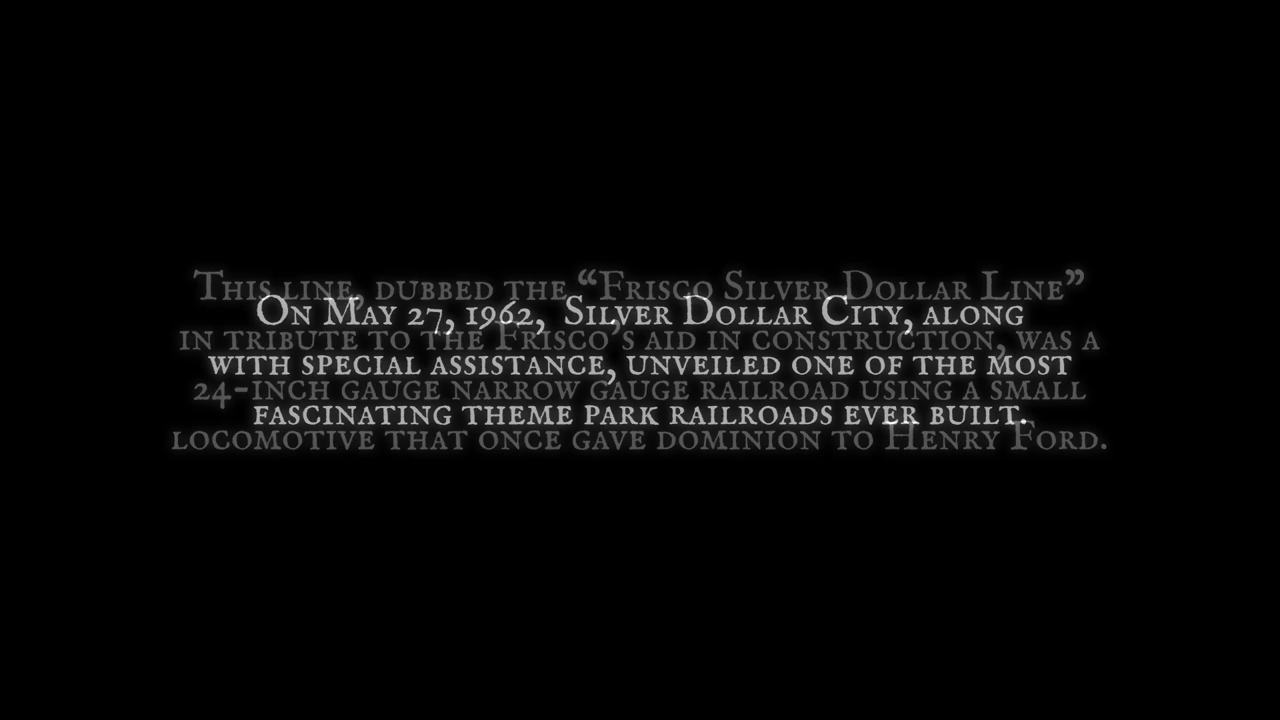 This line, dubbed the “Frisco Silver Dollar Line”
On May 27, 1962, Silver Dollar City, along
in tribute to the Frisco's aid in construction, was a
with special assistance, unveiled one of the most
24-inch gauge narrow gauge railroad using a small
fascinating theme park railroads ever built.
locomotive that once gave dominion to Henry Ford.